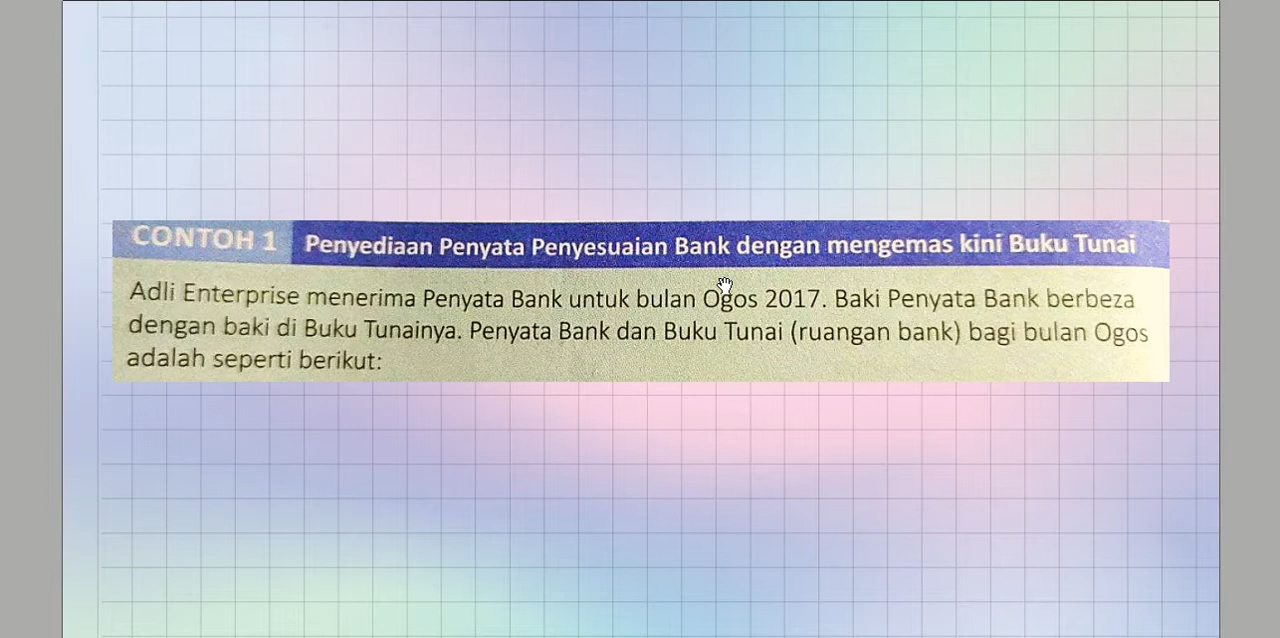 CONTOH 1 Penyediaan Penyata Penyesuaian Bank dengan mengemas kini Buku Tunai
Adli Enterprise menerima Penyata Bank untuk bulan Ogos 2017. Baki Penyata Bank berbeza
dengan baki di Buku Tunainya. Penyata Bank dan Buku Tunai (ruangan bank) bagi bulan Ogos
adalah seperti berikut: